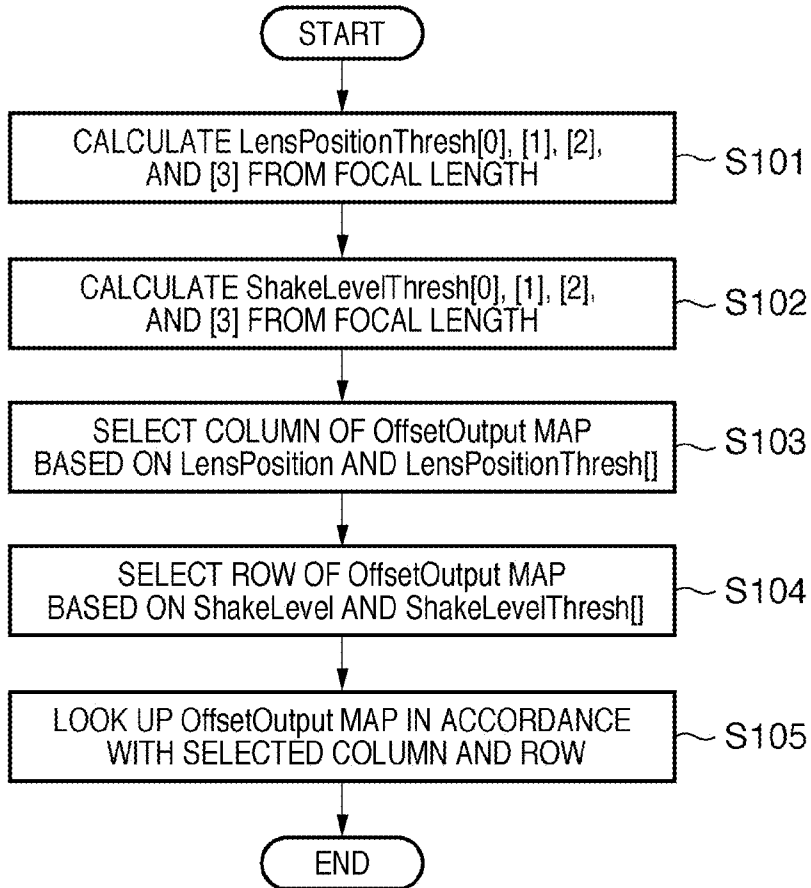 START
CALCULATE LensPositionThresh[0], [1], [2],
AND [3] FROM FOCAL LENGTH
S101
CALCULATE ShakeLevelThresh[0], [1], [2],
AND [3] FROM FOCAL LENGTH
S102
SELECT COLUMN OF OffsetOutput MAP
BASED ON LensPosition AND LensPositionThresh[]
S103
SELECT ROW OF OffsetOutput MAP
BASED ON ShakeLevel AND ShakeLevelThresh[]
S104
LOOK UP OffsetOutput MAP IN ACCORDANCE
WITH SELECTED COLUMN AND ROW
S105
END